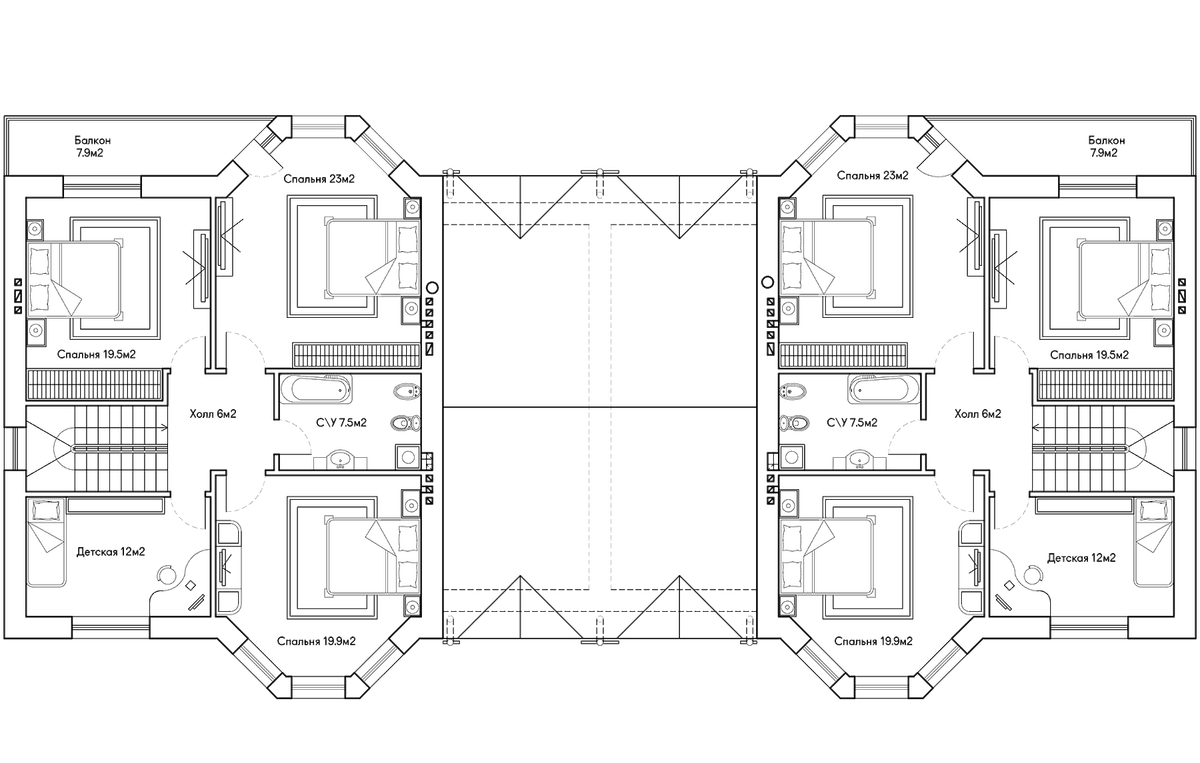 Балкон
7.9м2
Спальня 23м2
Спальня 19.5м2
Холл 6м2
С\У 7.5м2
Детская 12м2
Спальня 19.9м2
Балкон
7.9м2
Спальня 23м2
Спальня 19.5м2
С\У 7.5м2
Холл 6м2
Детская 12м2
Спальня 19.9м2